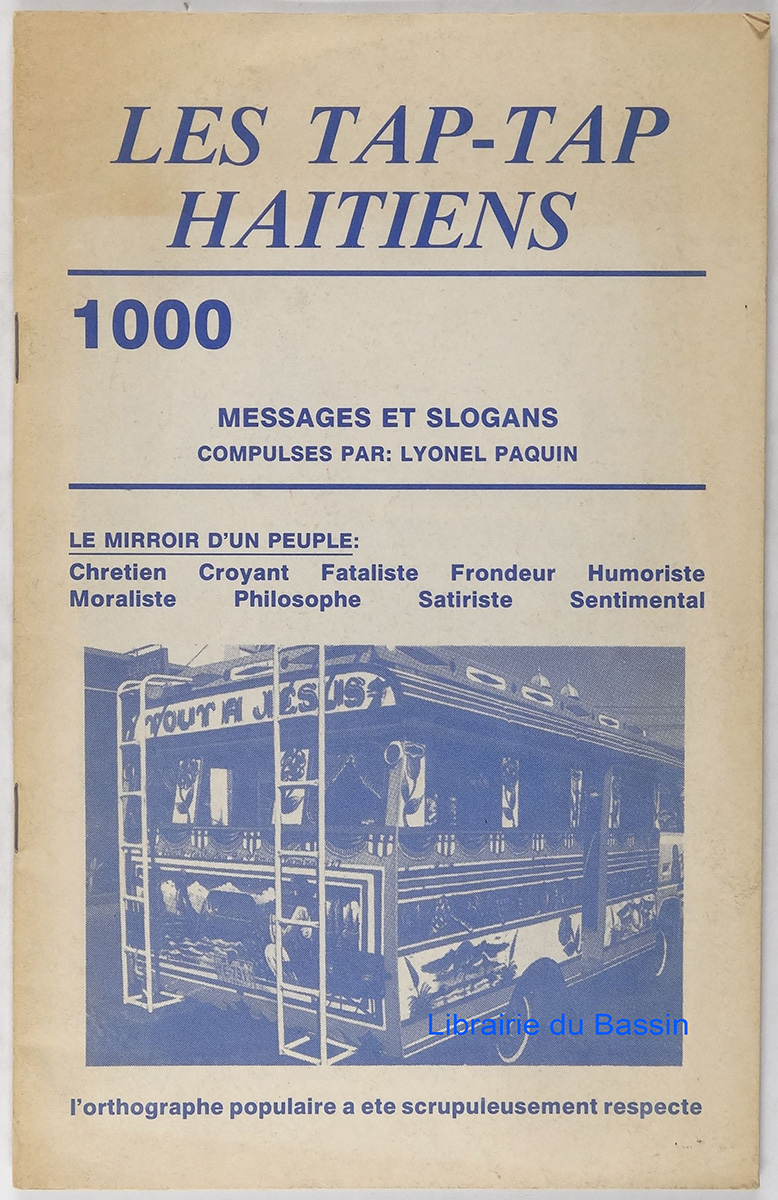 LES TAP-TAP
HAITIENS
1000
MESSAGES ET SLOGANS
COMPULSES PAR: LYONEL PAQUIN
LE MIRROIR D'UN PEUPLE:
Chretien Croyant Fataliste Frondeur Humoriste
Moraliste Philosophe Satiriste Sentimental
TOUT A JESUS
Librairie du Bassin
l'orthographe populaire a ete scrupuleusement respecte